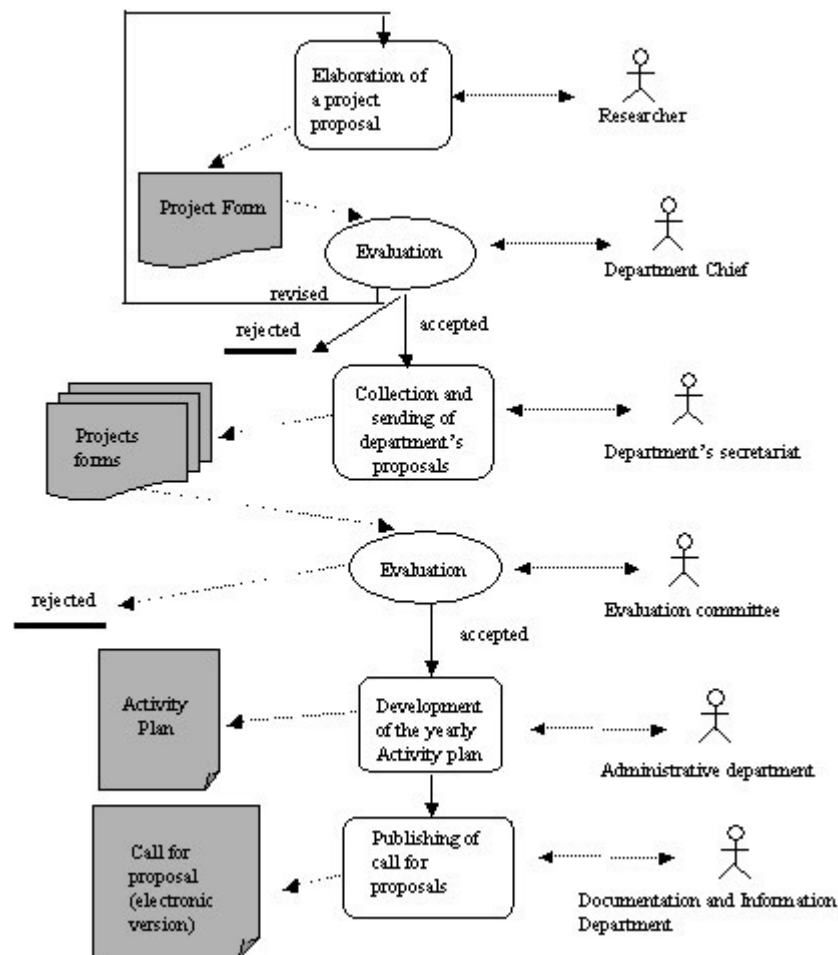 Elaboration of
a project
proposal
Researcher
Project Form
Evaluation
Department Chief
revised
rejected
accepted
Collection and
sending of
department's
proposals
Projects
forms
Department's secretariat
Evaluation
rejected
Evaluation committee
accepted
Activity
Plan
Development
of the yearly
Activity plan
Administrative department
Publishing of
call for
proposals
Call for
proposal
(electronic
version)
Documentation and Information
Department